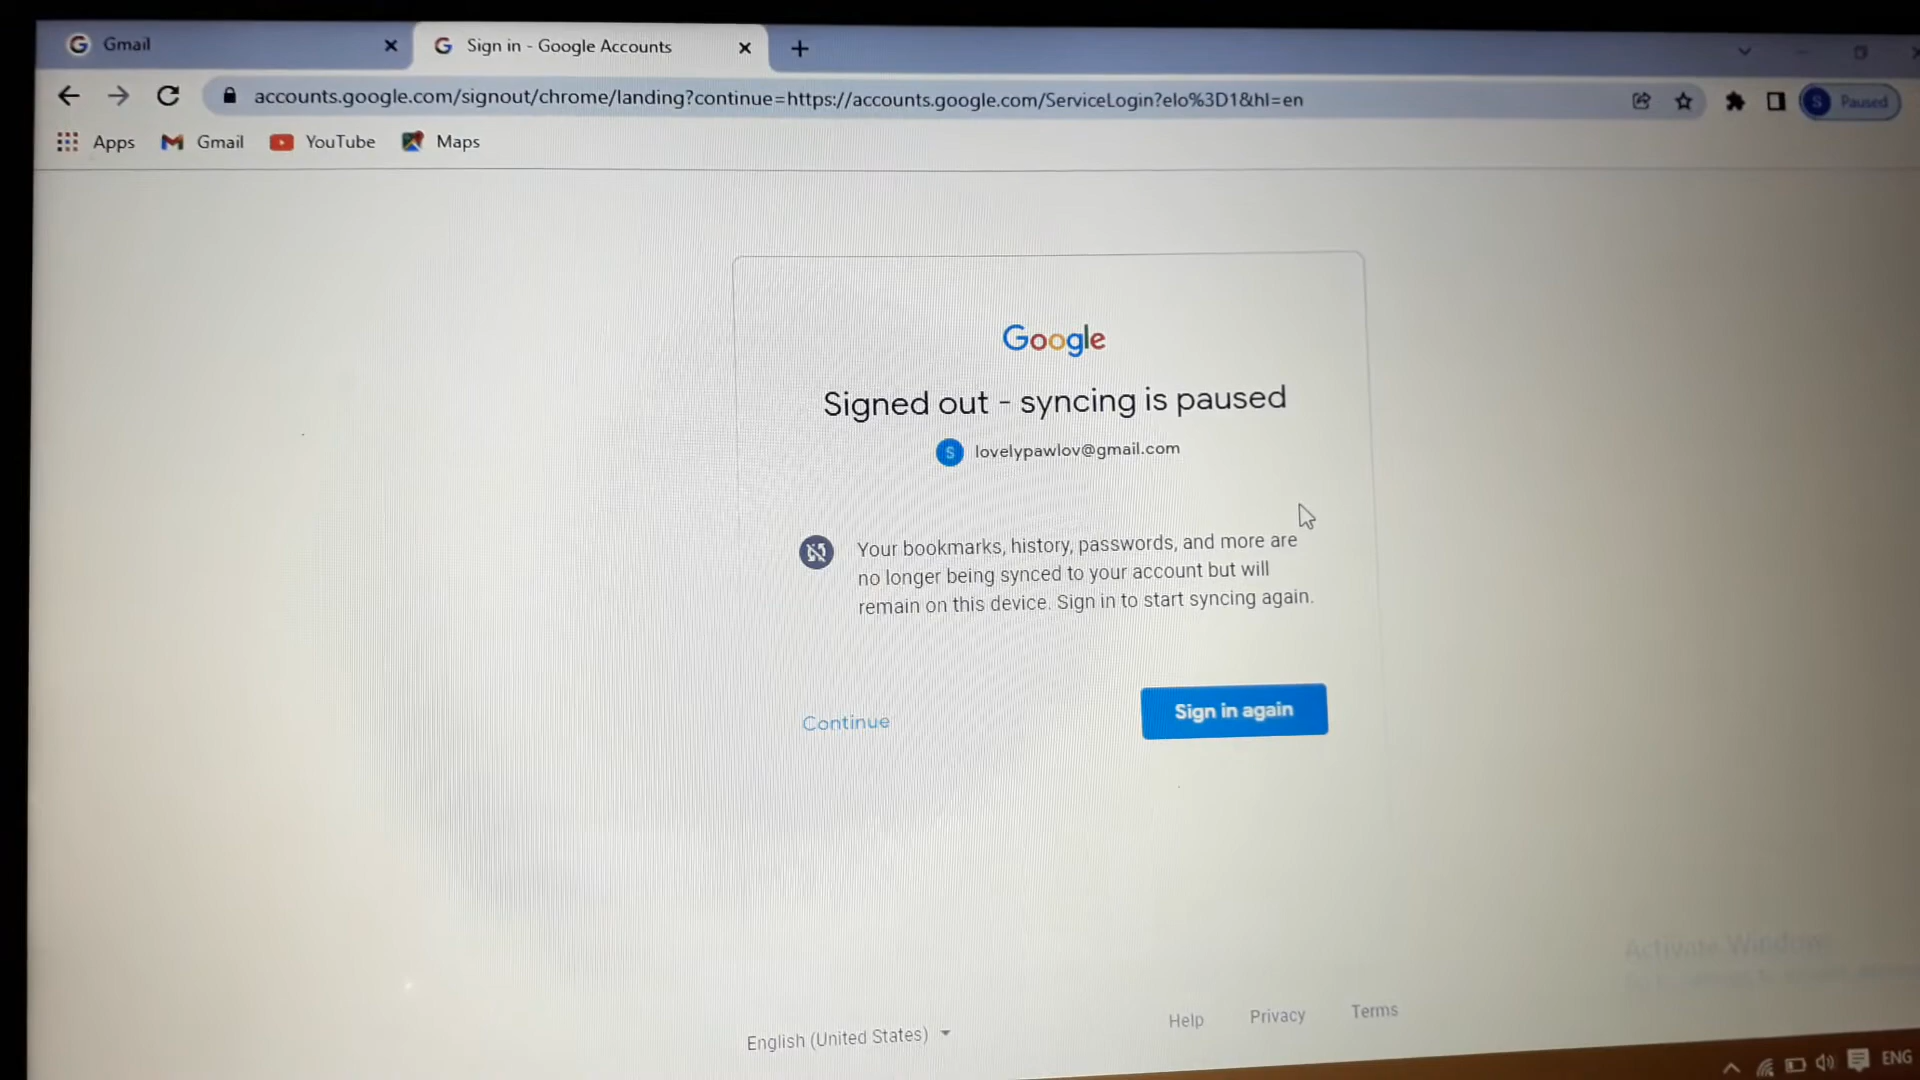 Gmail
Sign in - Google Accounts
accounts.google.com/signout/chrome/landing?continue=https://accounts.google.com/ServiceLogin?elo%3D1&hl=en
S Paused
Apps Gmail YouTube Maps
Google
Signed out - syncing is paused
S lovelypawlov@gmail.com
Your bookmarks, history, passwords, and more are
no longer being synced to your account but will
remain on this device. Sign in to start syncing again.
Continue
Sign in again
Activate Windows
English (United States)
Help Privacy Terms
ENG